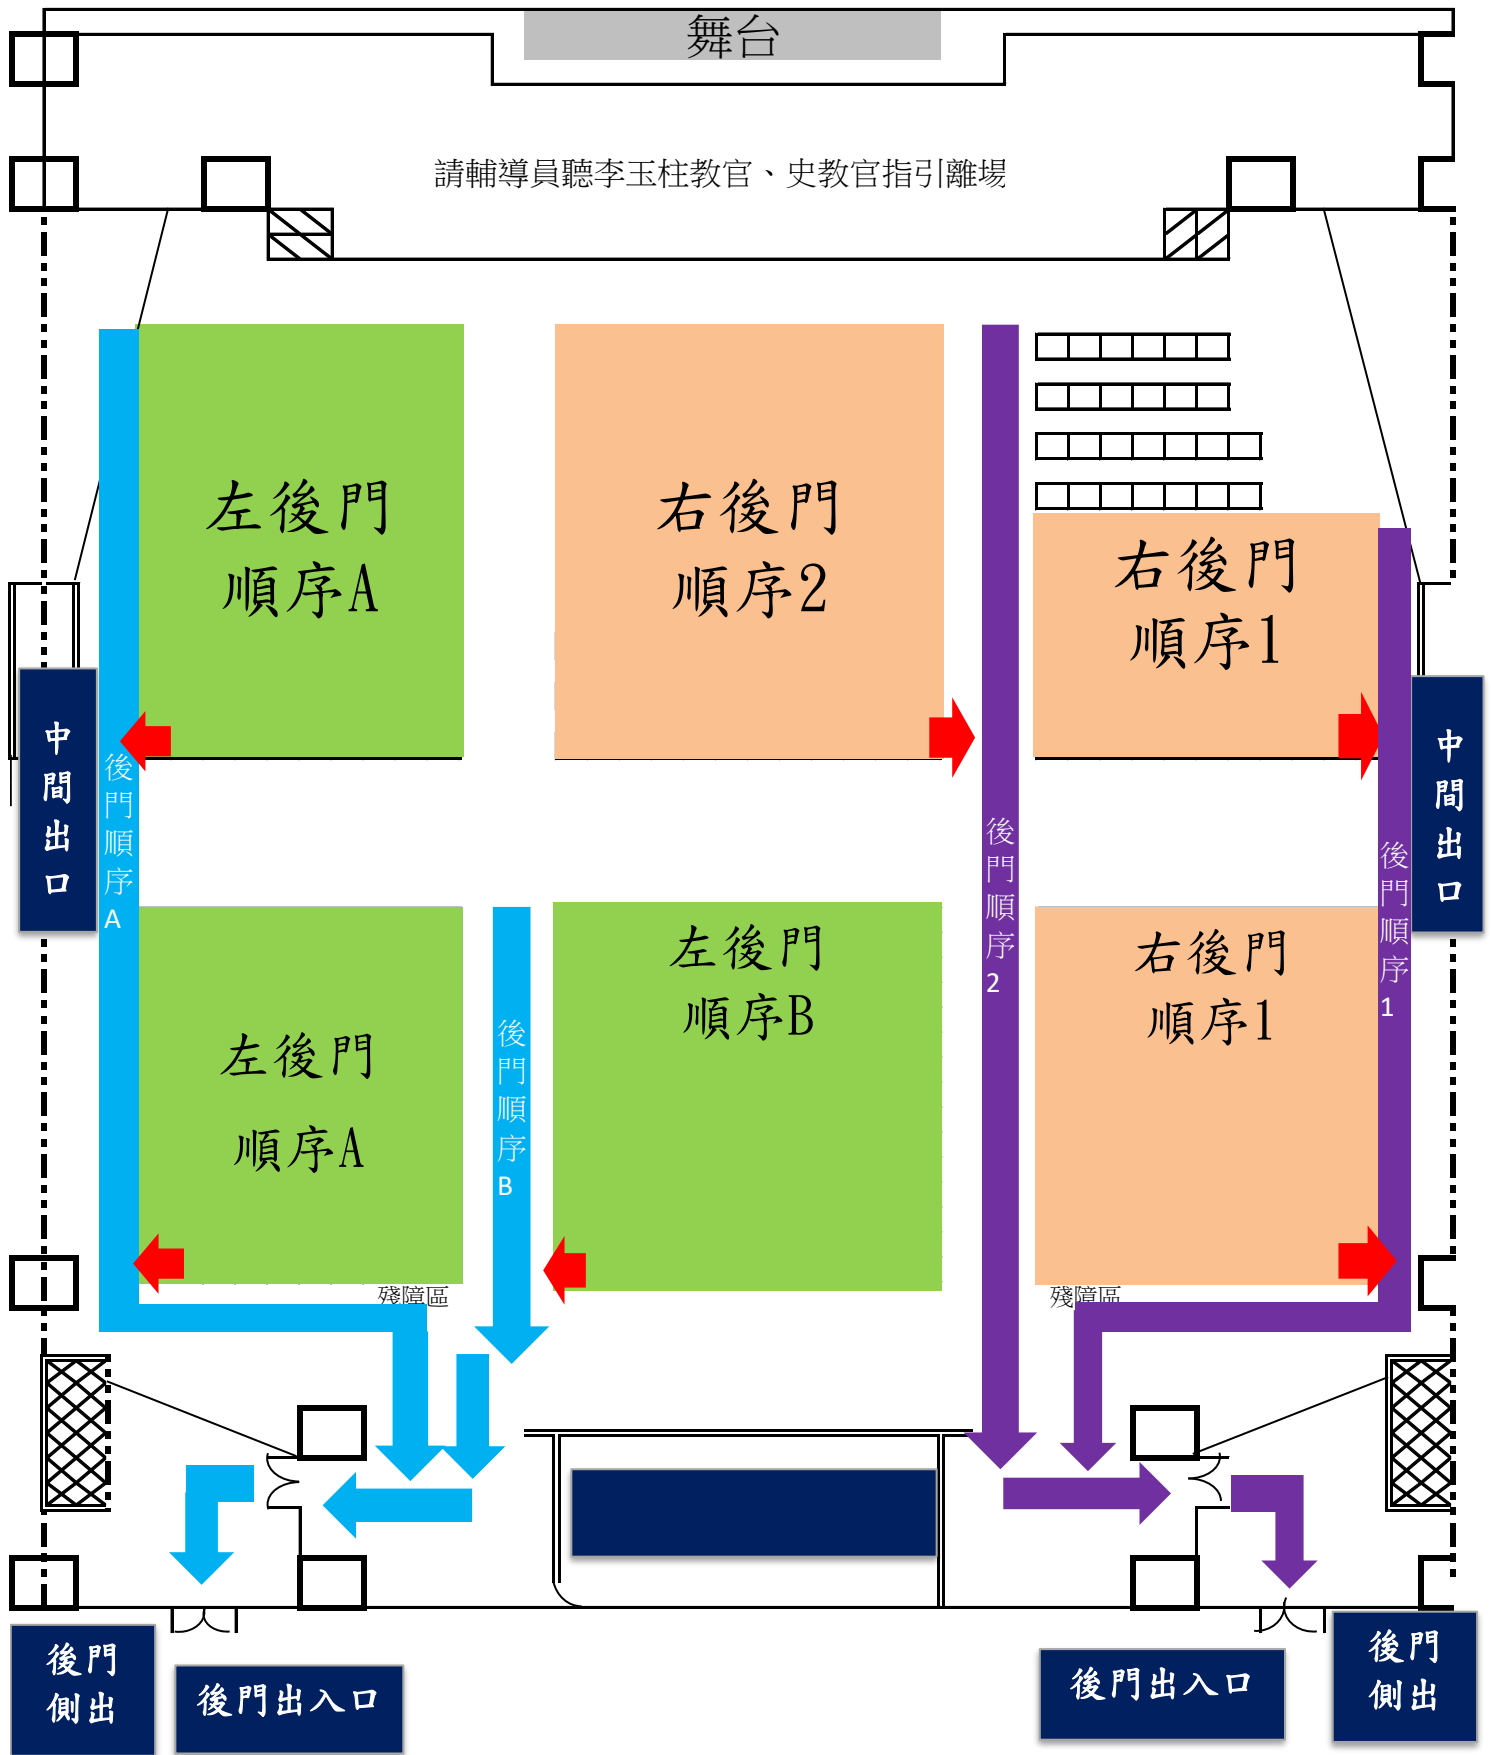 舞台
請輔導員聽李玉柱教官、史教官指引離場
左後門
順序A
右後門
順序2
右後門
順序1
中間出口
後門順序A
後門順序2
後門順序1
中間出口
左後門
順序A
後門順序B
左後門
順序B
右後門
順序1
殘障區
殘障區
後門
側出
後門出入口
後門出入口
後門
側出